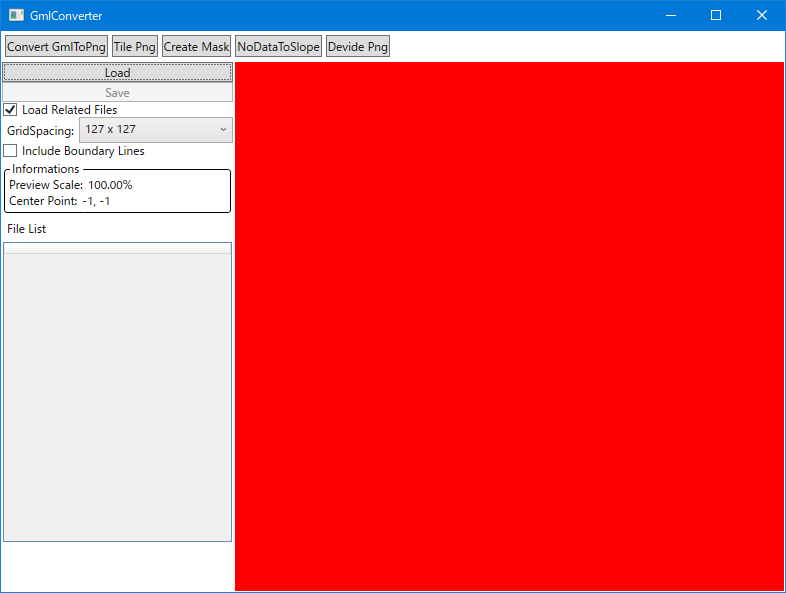 GmlConverter
Convert GmlToPng Tile Png Create Mask NoDataToSlope Devide Png
Load
Save
Load Related Files
GridSpacing: 127 x 127
Include Boundary Lines
Informations
Preview Scale: 100.00%
Center Point: -1, -1
File List